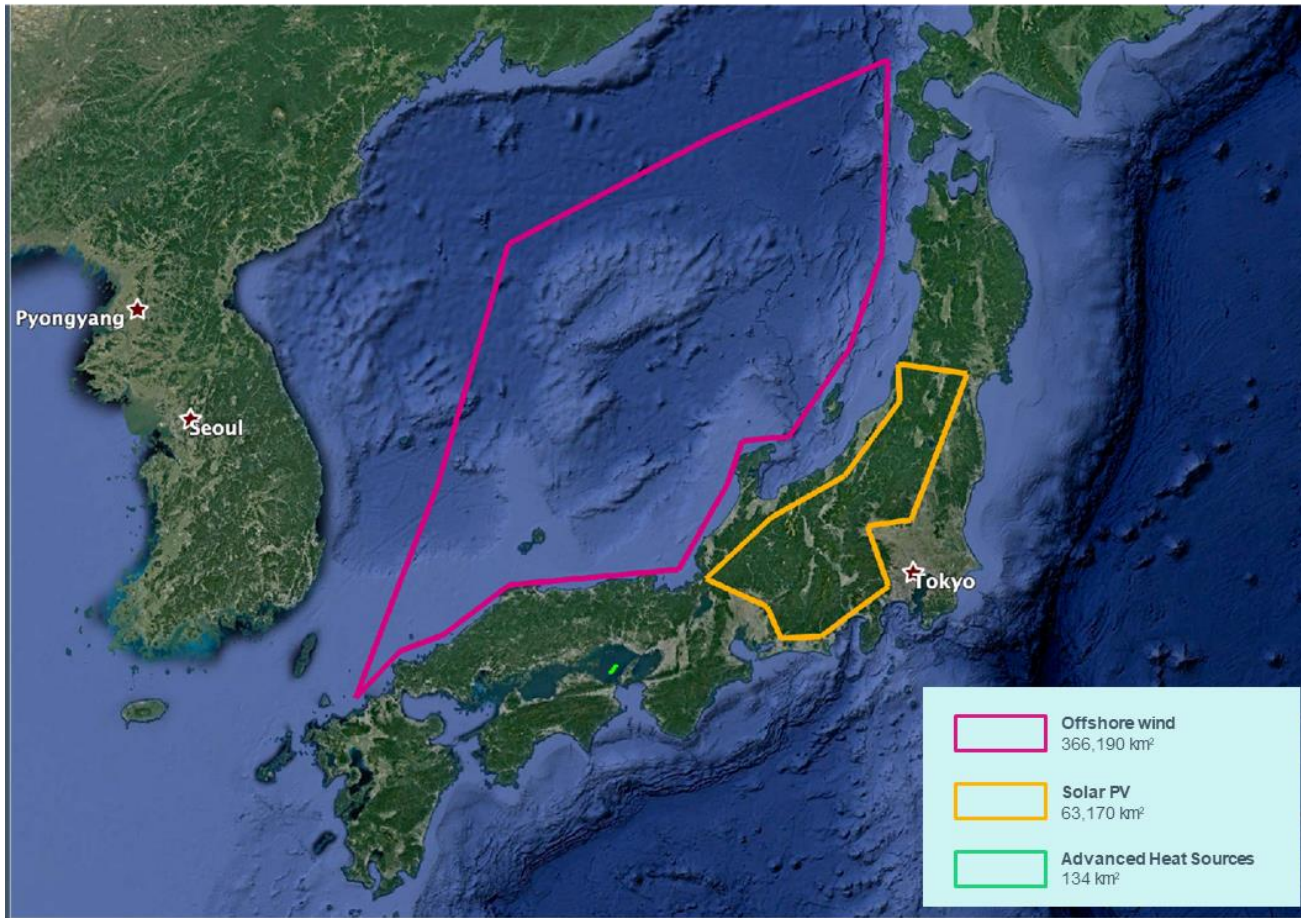 Pyongyang
Seoul
Tokyo
Offshore wind
366,190 km²
Solar PV
63,170 km²
Advanced Heat Sources
134 km²